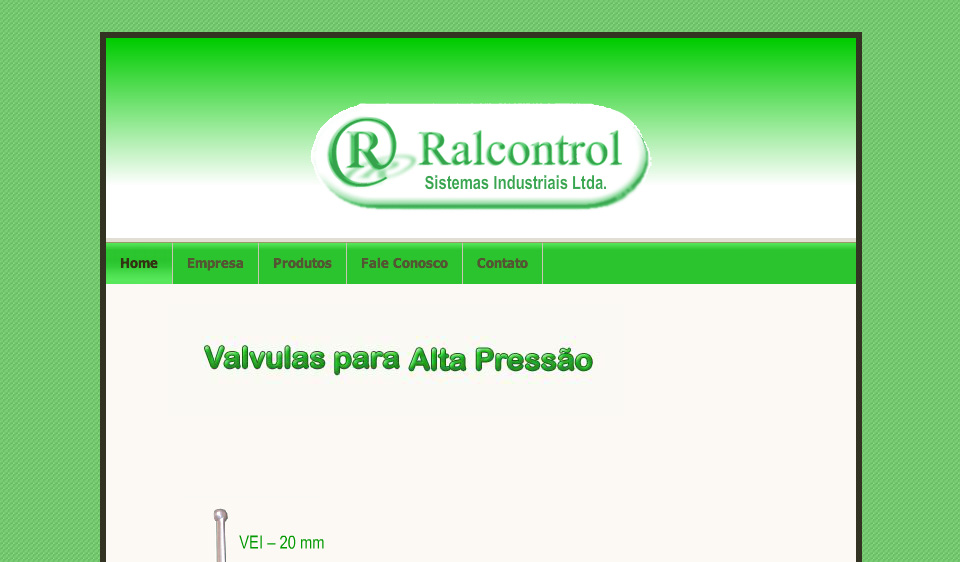 R
Ralcontrol
Sistemas Industriais Ltda.
Home Empresa Produtos Fale Conosco Contato
Valvulas para Alta Pressão
VEI – 20 mm